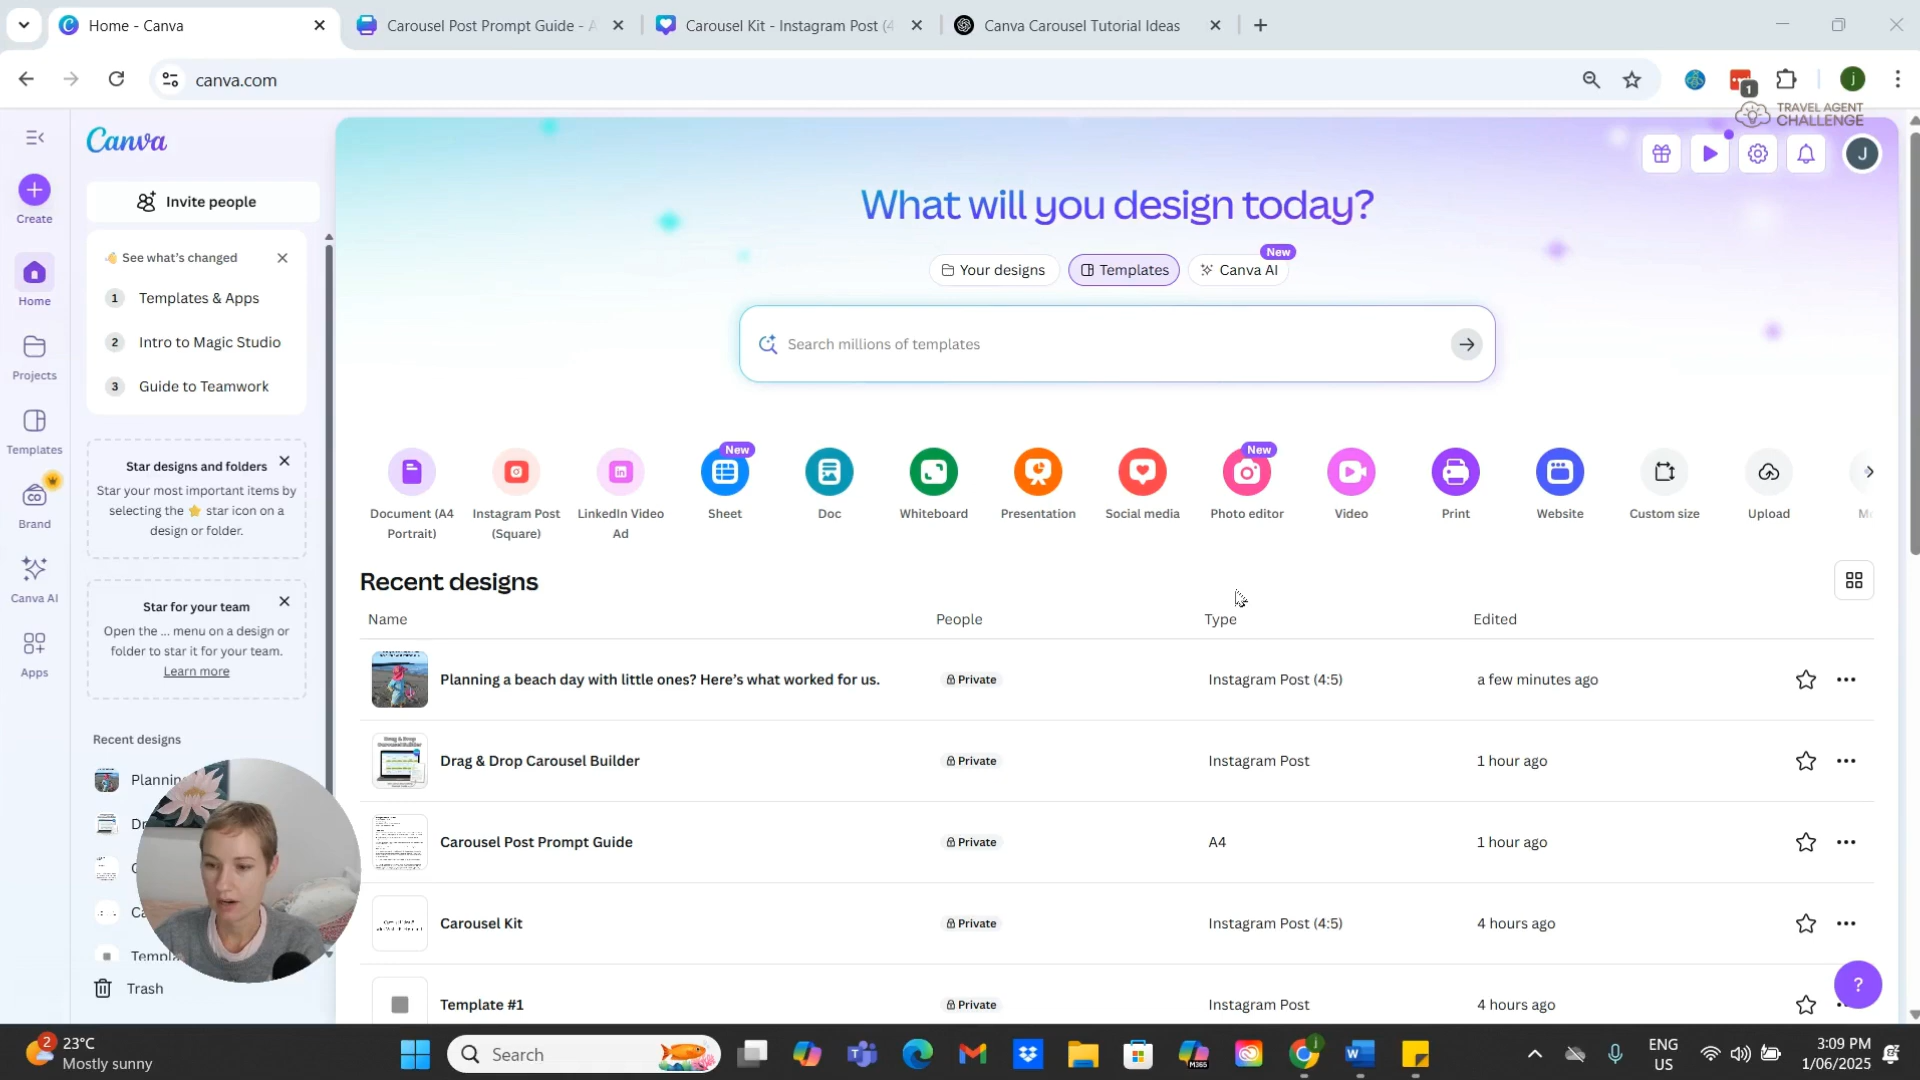 Home - Canva
Carousel Post Prompt Guide - A
Carousel Kit - Instagram Post (4
Canva Carousel Tutorial Ideas
canva.com
1
j
TRAVEL AGENT
CHALLENGE
Canva
J
Create
Home
Projects
Templates
Brand
Canva AI
Apps
Invite people
See what's changed
1 Templates & Apps
2 Intro to Magic Studio
3 Guide to Teamwork
Star designs and folders
Star your most important items by
selecting the ⭐ star icon on a
design or folder.
Star for your team
Open the ... menu on a design or
folder to star it for your team.
Learn more
Recent designs
Plannin
Templa
Trash
What will you design today?
Your designs
Templates
Canva AI
New
Search millions of templates
Document (A4
Portrait)
Instagram Post
(Square)
LinkedIn Video
Ad
New
Sheet
Doc
Whiteboard
Presentation
Social media
New
Photo editor
Video
Print
Website
Custom size
Upload
Recent designs
Name People Type Edited
Planning a beach day with little ones? Here's what worked for us. Private Instagram Post (4:5) a few minutes ago
Drag & Drop Carousel Builder Private Instagram Post 1 hour ago
Carousel Post Prompt Guide Private A4 1 hour ago
Carousel Kit Private Instagram Post (4:5) 4 hours ago
Template #1 Private Instagram Post 4 hours ago
?
2
23°C
Mostly sunny
Search
M365
ENG
US
3:09 PM
1/06/2025